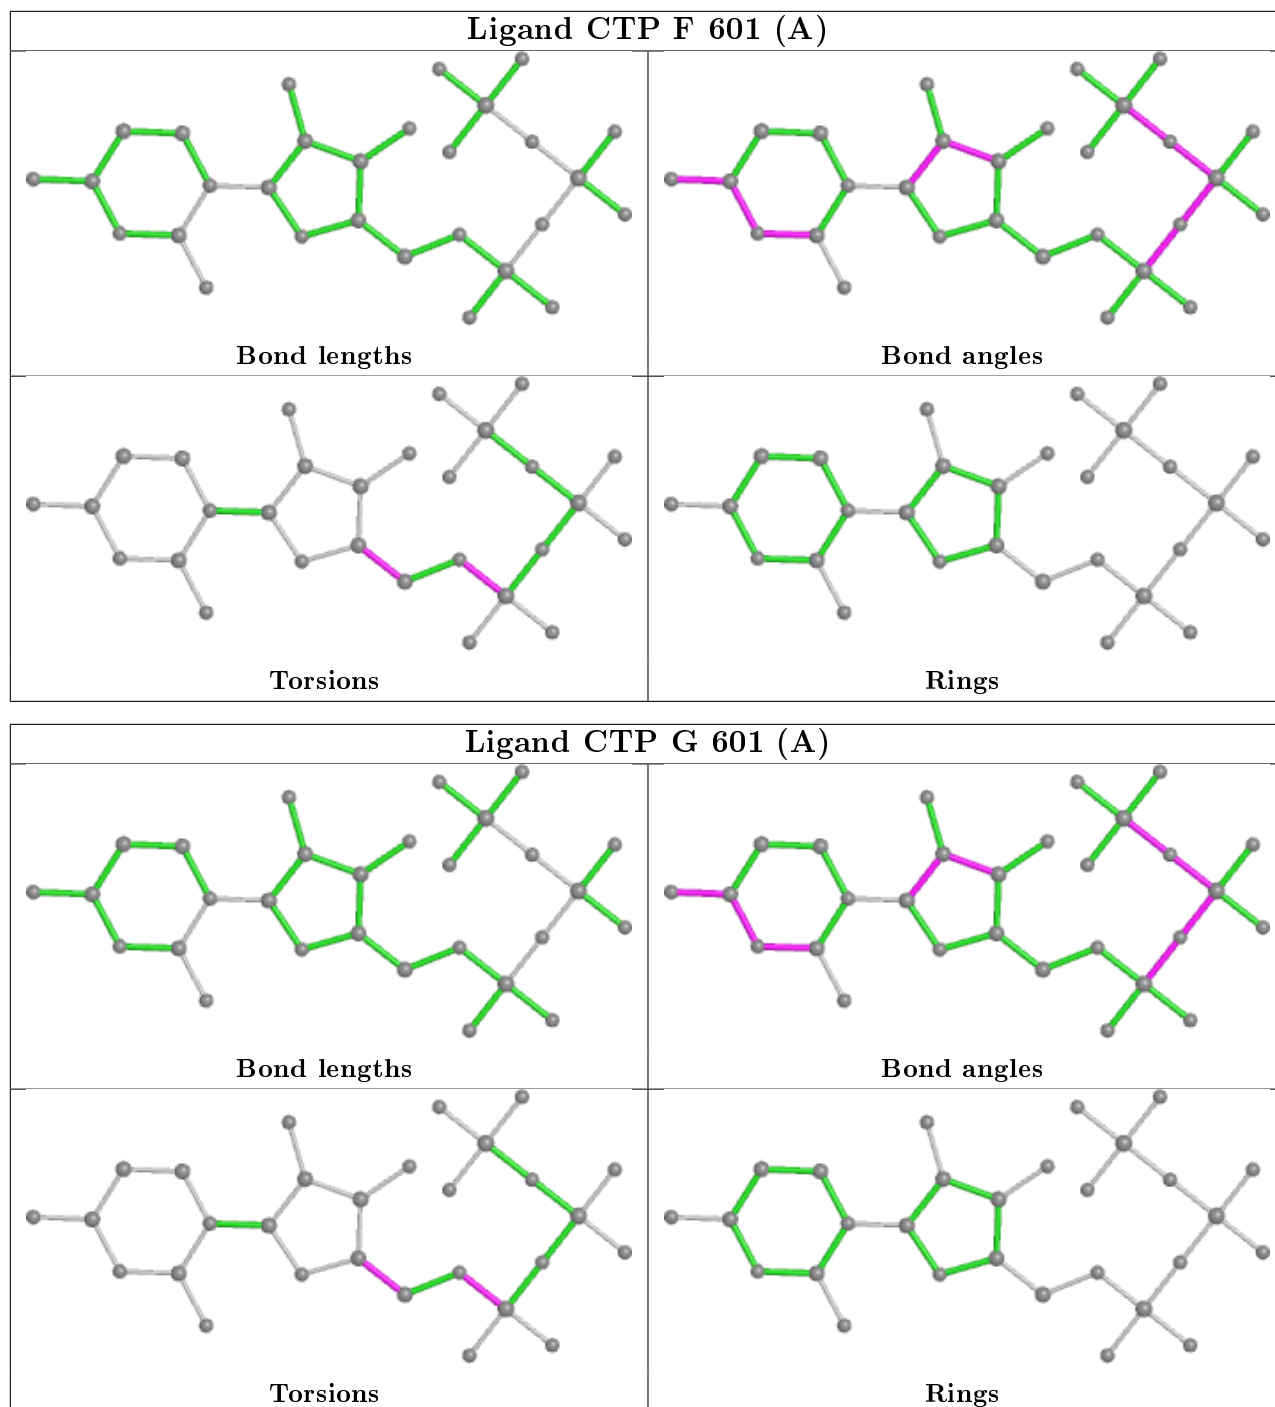 Ligand CTP F 601 (A)
Bond lengths
Bond angles
Torsions
Rings
Ligand CTP G 601 (A)
Bond lengths
Bond angles
Torsions
Rings